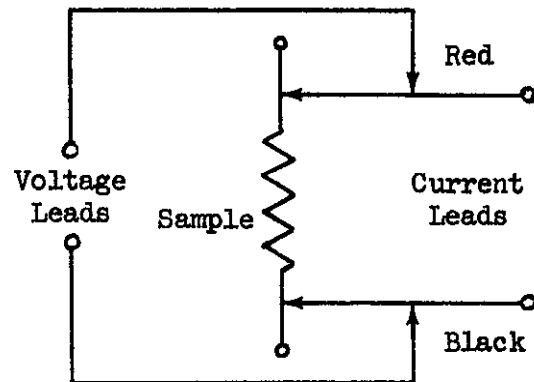 Red
Voltage
Leads
Sample
Current
Leads
Black